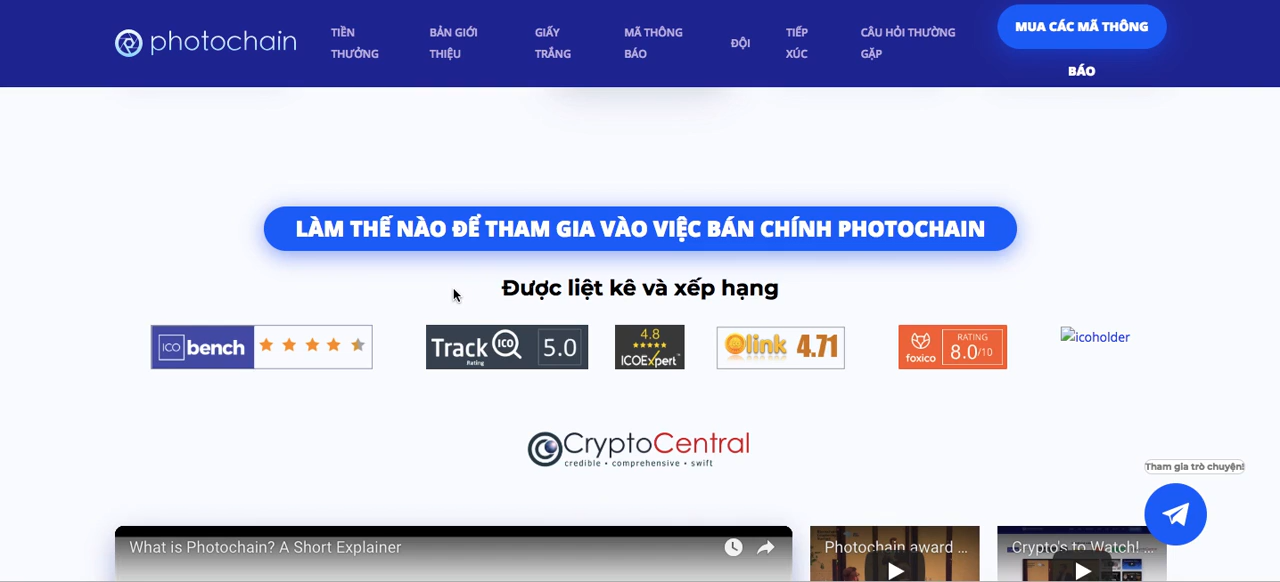 photochain
TIỀN THƯỞNG
BẢN GIỚI THIỆU
GIẤY TRẮNG
MÃ THÔNG BÁO
ĐỘI
TIẾP XÚC
CÂU HỎI THƯỜNG GẶP
MUA CÁC MÃ THÔNG BÁO
LÀM THẾ NÀO ĐỂ THAM GIA VÀO VIỆC BÁN CHÍNH PHOTOCHAIN
Được liệt kê và xếp hạng
ICO bench
Track ICO 5.0
Rating
4.8
ICOExpert
Olink 4.71
foxico
RATING
8.0/10
icoholder
CryptoCentral
credible • comprehensive • swift
Tham gia trò chuyện!
What is Photochain? A Short Explainer
Photochain award ...
Crypto's to Watch! ...